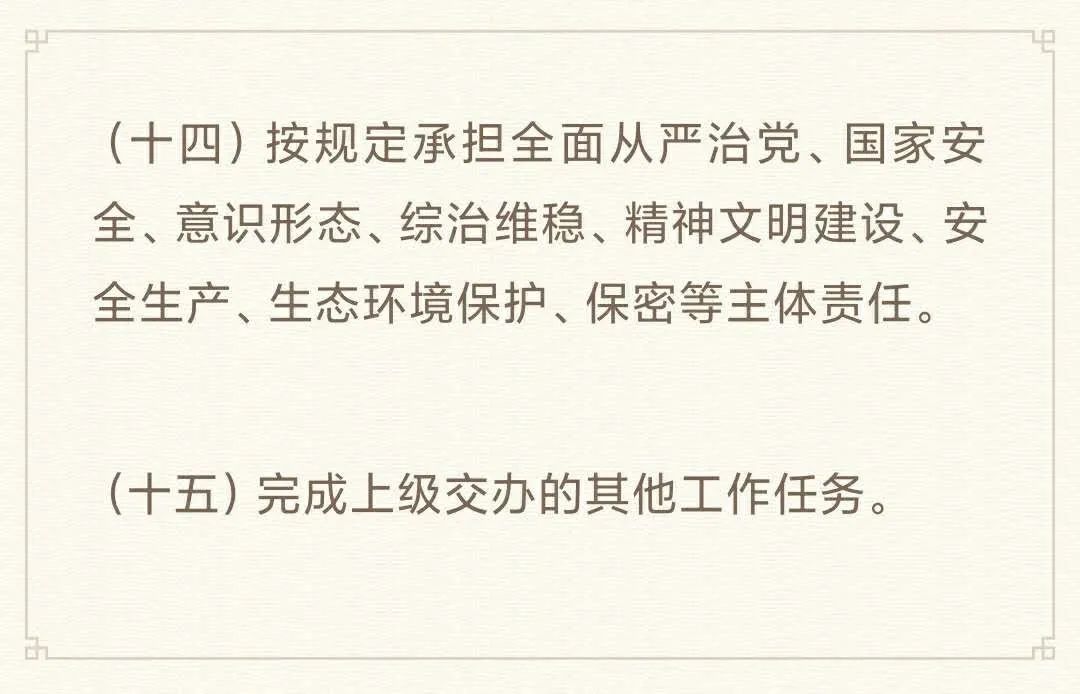 （十四）按规定承担全面从严治党、国家安
全、意识形态、综治维稳、精神文明建设、安
全生产、生态环境保护、保密等主体责任。
（十五）完成上级交办的其他工作任务。